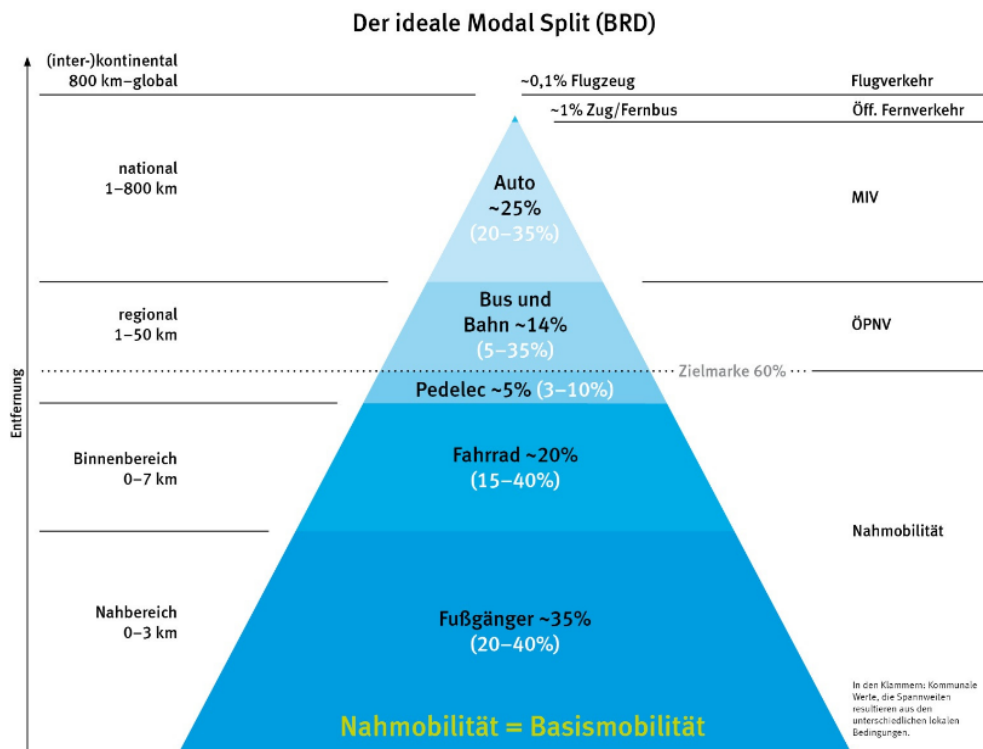 Der ideale Modal Split (BRD)
(inter-)kontinental
800 km–global
~0,1% Flugzeug
Flugverkehr
~1% Zug/Fernbus
Öff. Fernverkehr
national
1–800 km
Auto
~25%
(20–35%)
MIV
regional
1–50 km
Bus und
Bahn ~14%
(5–35%)
ÖPNV
Zielmarke 60%
Pedelec ~5% (3–10%)
Entfernung
Binnenbereich
0–7 km
Fahrrad ~20%
(15–40%)
Nahmobilität
Nahbereich
0–3 km
Fußgänger ~35%
(20–40%)
In den Klammern: Kommunale
Werte, die Spannweiten
resultieren aus den
unterschiedlichen lokalen
Bedingungen.
Nahmobilität = Basismobilität